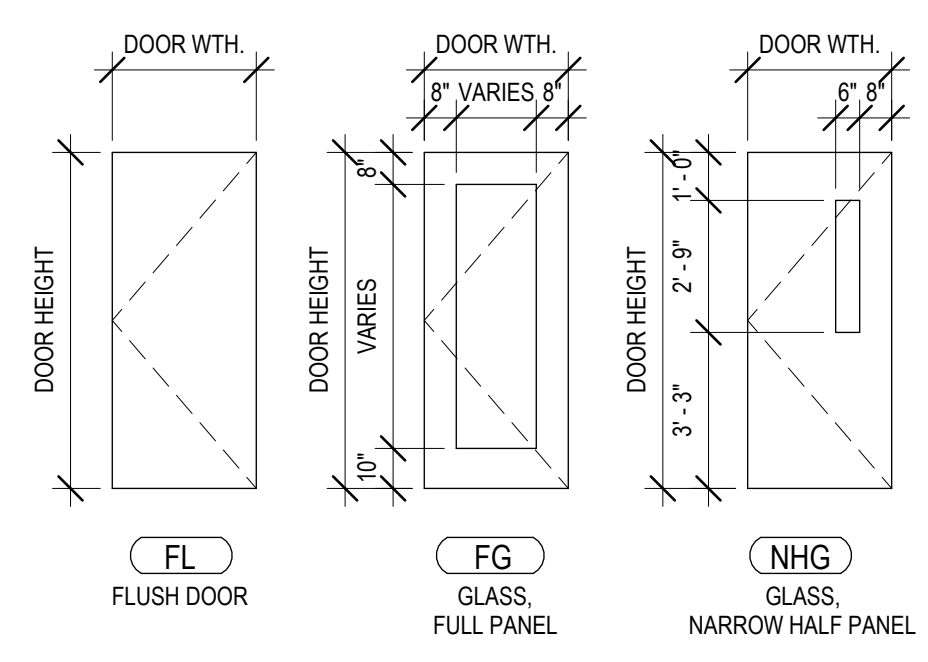 DOOR WTH.
DOOR HEIGHT
FL
FLUSH DOOR
DOOR WTH.
8" VARIES 8"
DOOR HEIGHT
8"
VARIES
10"
FG
GLASS,
FULL PANEL
DOOR WTH.
6" 8"
DOOR HEIGHT
1' - 0"
2' - 9"
3' - 3"
NHG
GLASS,
NARROW HALF PANEL